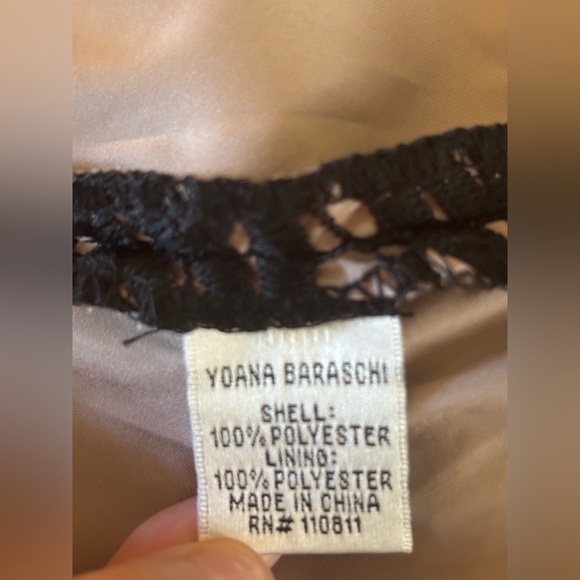 YOANA BARASCHI
SHELL:
100% POLYESTER
LINING:
100% POLYESTER
MADE IN CHINA
RN# 110811